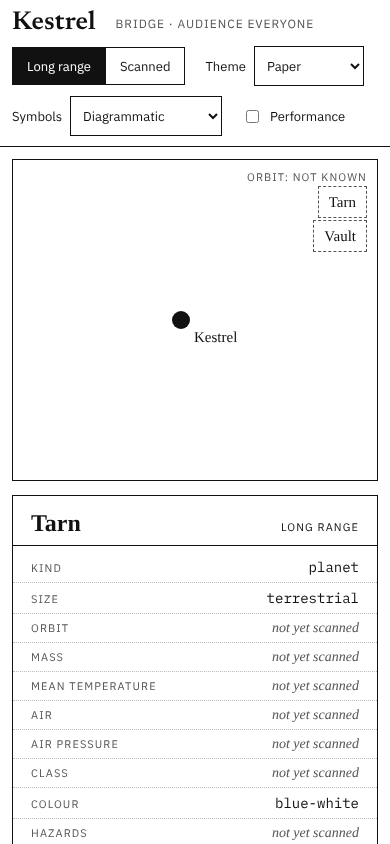 Kestrel BRIDGE · AUDIENCE EVERYONE
Long range Scanned Theme Paper
Symbols Diagrammatic Performance
ORBIT: NOT KNOWN
Tarn
Vault
Kestrel
Tarn LONG RANGE
KIND planet
SIZE terrestrial
ORBIT not yet scanned
MASS not yet scanned
MEAN TEMPERATURE not yet scanned
AIR not yet scanned
AIR PRESSURE not yet scanned
CLASS not yet scanned
COLOUR blue-white
HAZARDS not yet scanned